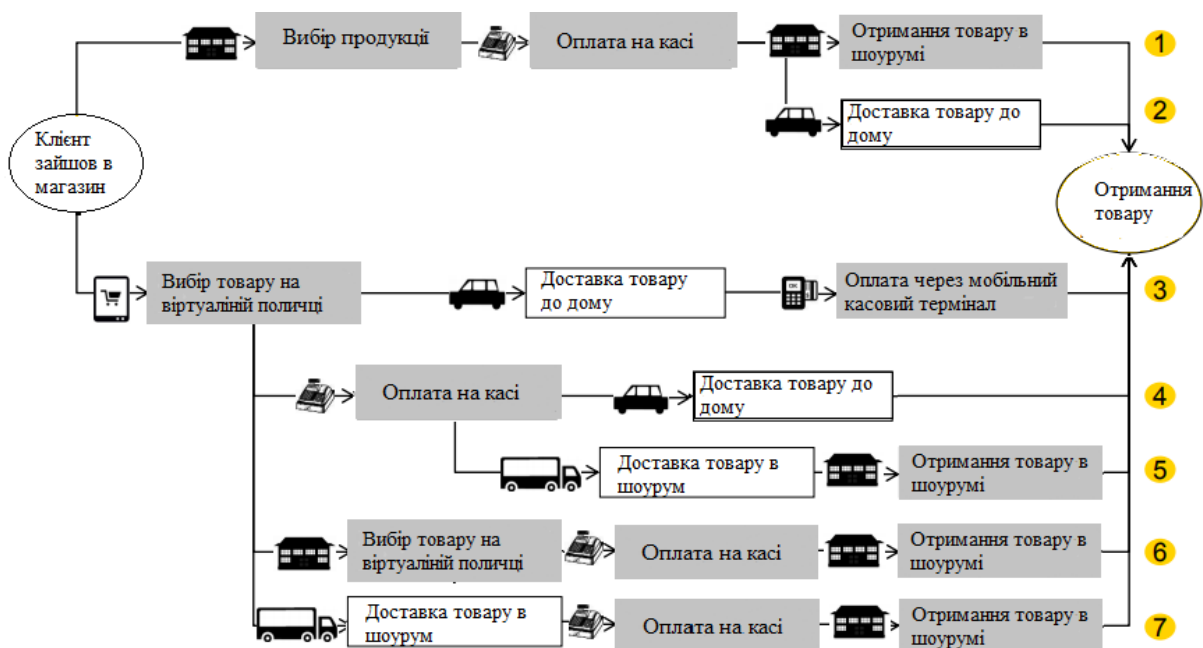 Вибір продукції
Оплата на касі
Отримання товару в
шоурумі
1
Доставка товару до
дому
2
Клієнт
зайшов в
магазин
Отримання
товару
Вибір товару на
віртуаліній поличці
Доставка товару
до дому
Оплата через мобільний
касовий термінал
3
Оплата на касі
Доставка товару до
дому
4
Доставка товару в
шоурум
Отримання товару в
шоурумі
5
Вибір товару на
віртуаліній поличці
Оплата на касі
Отримання товару в
шоурумі
6
Доставка товару в
шоурум
Оплата на касі
Отримання товару в
шоурумі
7